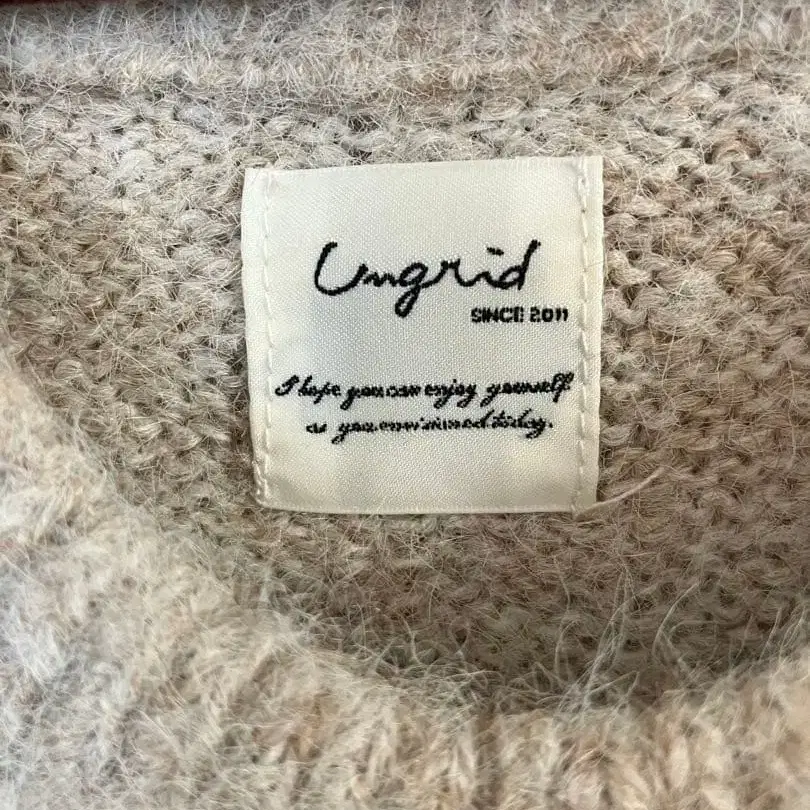 Ungrid
SINCE 2011
I hope you can enjoy yourself
as you envisioned today.